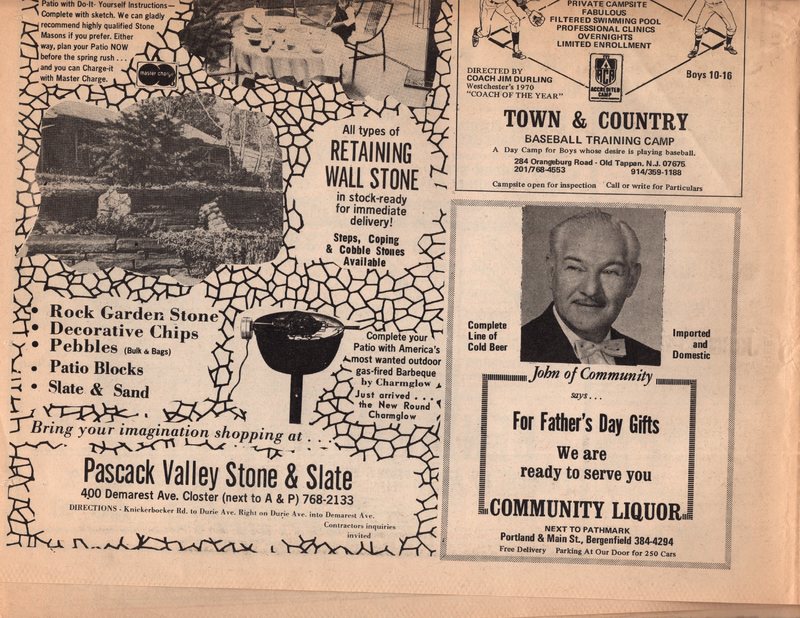 Patio with Do-It- Yourself Instructions—
Complete with sketch. We can gladly
recommend highly qualified Stone
Masons if you prefer. Either
way, plan your Patio NOW
before the spring rush . . .
and you can Charge-it
with Master Charge.
master charge
All types of
RETAINING
WALL STONE
in stock-ready
for immediate
delivery!
Steps, Coping
& Cobble Stones
Available
• Rock Garden Stone
• Decorative Chips
• Pebbles (Bulk & Bags)
• Patio Blocks
• Slate & Sand
Complete your
Patio with America's
most wanted outdoor
gas-fired Barbeque
by Charmglow
Just arrived . . .
the New Round
Charmglow
Bring your imagination shopping at . . .
Pascack Valley Stone & Slate
400 Demarest Ave. Closter (next to A & P) 768-2133
DIRECTIONS - Knickerbocker Rd. to Durie Ave. Right on Durie Ave. into Demarest Ave.
Contractors inquiries
invited
PRIVATE CAMPSITE
FABULOUS
FILTERED SWIMMING POOL
PROFESSIONAL CLINICS
OVERNIGHTS
LIMITED ENROLLMENT
DIRECTED BY
COACH JIM DURLING
Westchester's 1970
"COACH OF THE YEAR"
ACA
ACCREDITED
CAMP
Boys 10-16
TOWN & COUNTRY
BASEBALL TRAINING CAMP
A Day Camp for Boys whose desire is playing baseball.
284 Orangeburg Road - Old Tappan, N.J. 07675
201/768-4553 914/359-1188
Campsite open for inspection Call or write for Particulars
Complete
Line of
Cold Beer
Imported
and
Domestic
John of Community
says . . .
For Father's Day Gifts
We are
ready to serve you
COMMUNITY LIQUOR
NEXT TO PATHMARK
Portland & Main St., Bergenfield 384-4294
Free Delivery Parking At Our Door for 250 Cars